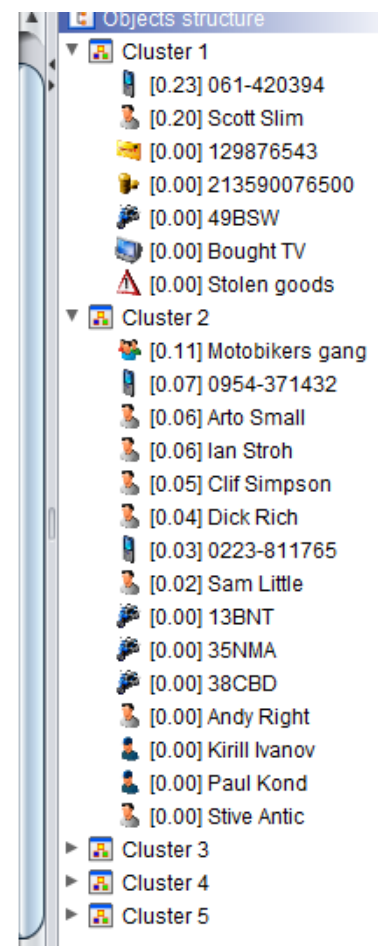 Objects structure
Cluster 1
[0.23] 061-420394
[0.20] Scott Slim
[0.00] 129876543
[0.00] 213590076500
[0.00] 49BSW
[0.00] Bought TV
[0.00] Stolen goods
Cluster 2
[0.11] Motobikers gang
[0.07] 0954-371432
[0.06] Arto Small
[0.06] Ian Stroh
[0.05] Clif Simpson
[0.04] Dick Rich
[0.03] 0223-811765
[0.02] Sam Little
[0.00] 13BNT
[0.00] 35NMA
[0.00] 38CBD
[0.00] Andy Right
[0.00] Kirill Ivanov
[0.00] Paul Kond
[0.00] Stive Antic
Cluster 3
Cluster 4
Cluster 5